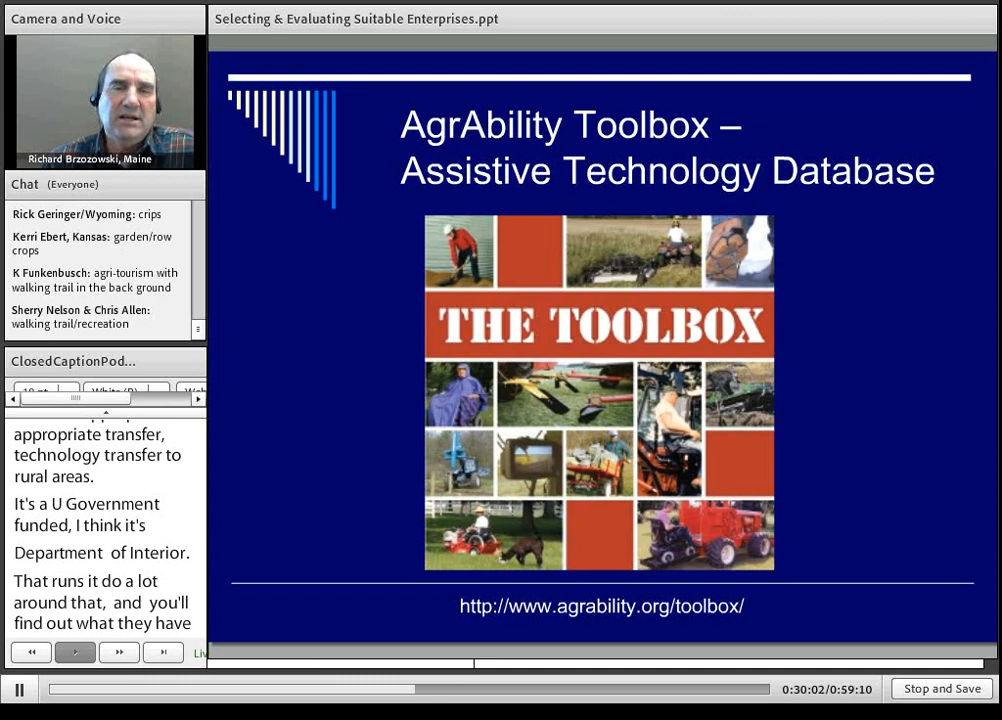 Camera and Voice
Selecting & Evaluating Suitable Enterprises.ppt
Richard Brzozowski, Maine
Chat (Everyone)
Rick Geringer/Wyoming: crips
Kerri Ebert, Kansas: garden/row
crops
K Funkenbusch: agri-tourism with
walking trail in the back ground
Sherry Nelson & Chris Allen:
walking trail/recreation
ClosedCaptionPod...
appropriate transfer,
technology transfer to
rural areas.
It's a U Government
funded, I think it's
Department of Interior.
That runs it do a lot
around that, and you'll
find out what they have
AgrAbility Toolbox –
Assistive Technology Database
THE TOOLBOX
http://www.agrability.org/toolbox/
0:30:02/0:59:10
Stop and Save